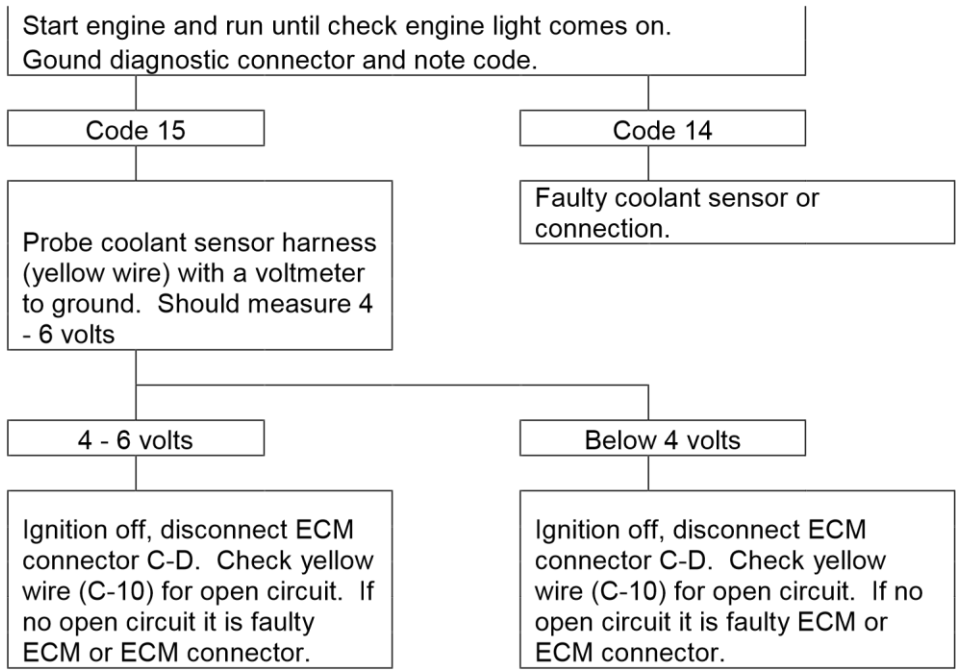 Start engine and run until check engine light comes on.
Gound diagnostic connector and note code.
Code 15
Code 14
Faulty coolant sensor or
connection.
Probe coolant sensor harness
(yellow wire) with a voltmeter
to ground.  Should measure 4
- 6 volts
4 - 6 volts
Below 4 volts
Ignition off, disconnect ECM
connector C-D.  Check yellow
wire (C-10) for open circuit.  If
no open circuit it is faulty
ECM or ECM connector.
Ignition off, disconnect ECM
connector C-D.  Check yellow
wire (C-10) for open circuit.  If no
open circuit it is faulty ECM or
ECM connector.